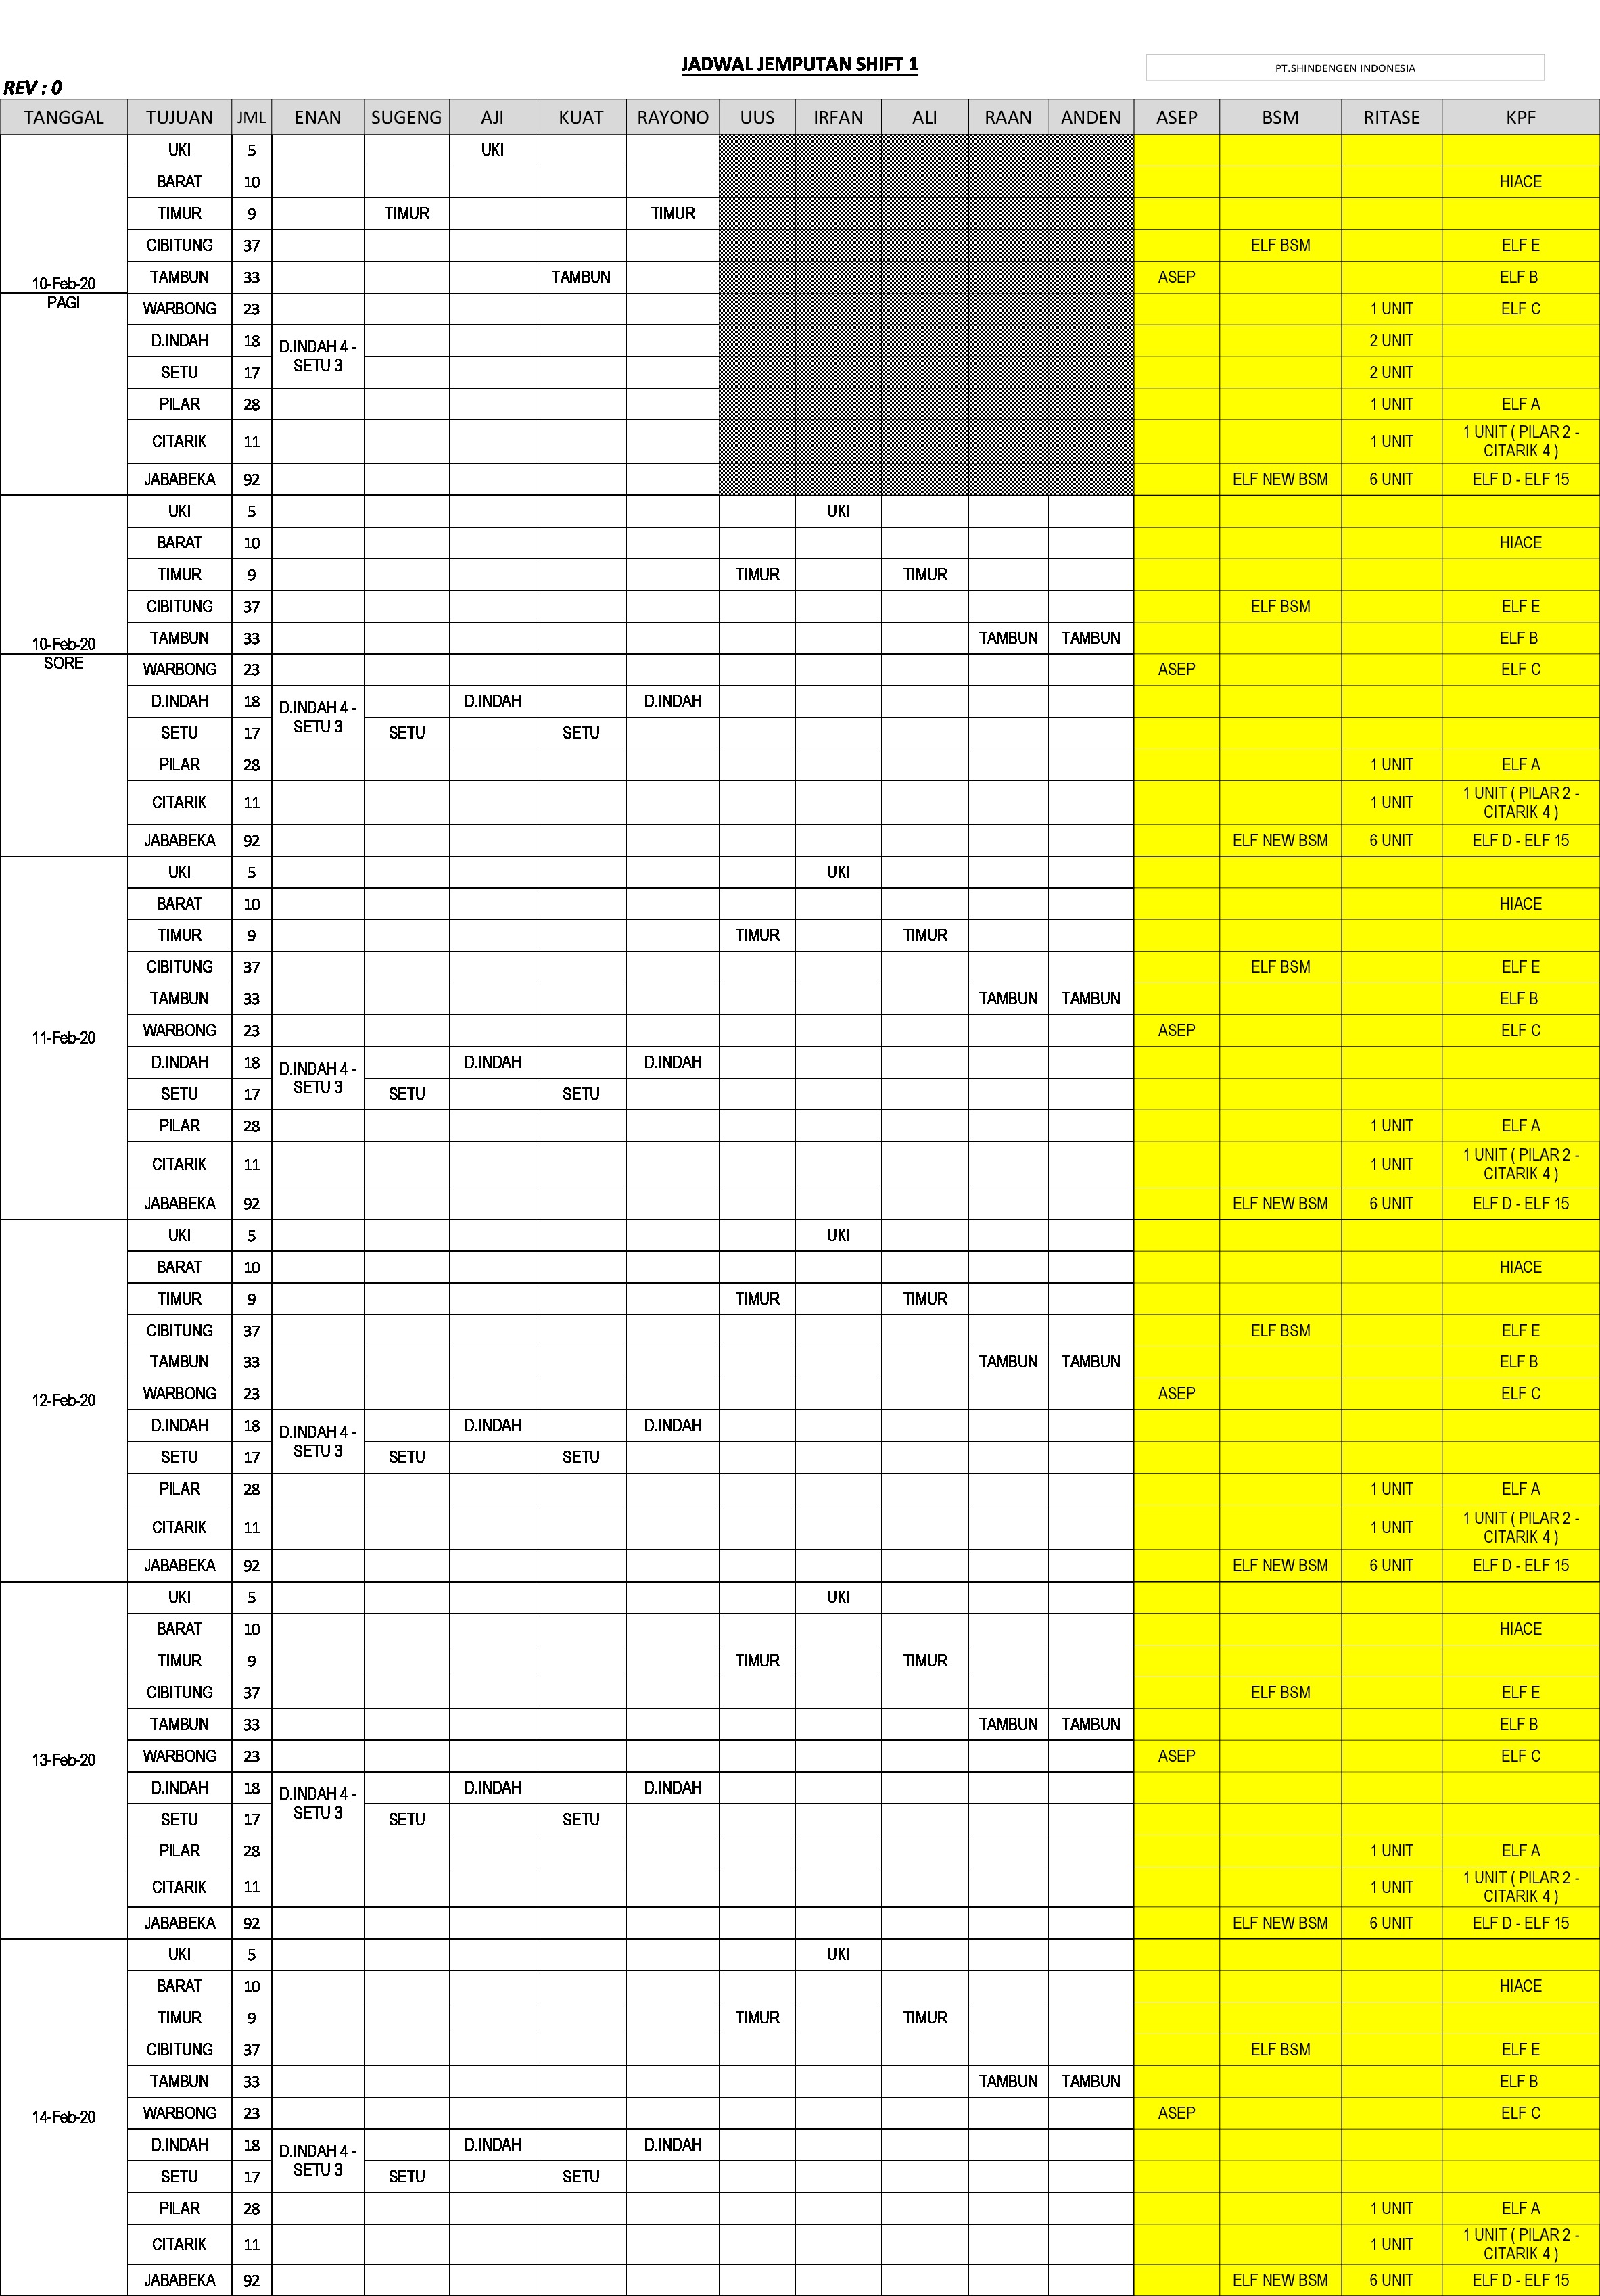 JADWAL JEMPUTAN SHIFT 1
PT.SHINDENGEN INDONESIA
REV : 0
TANGGAL TUJUAN JML ENAN SUGENG AJI KUAT RAYONO UUS IRFAN ALI RAAN ANDEN ASEP BSM RITASE KPF
10-Feb-20
PAGI
UKI 5 UKI
BARAT 10 HIACE
TIMUR 9 TIMUR TIMUR
CIBITUNG 37 ELF BSM ELF E
TAMBUN 33 TAMBUN ASEP ELF B
WARBONG 23 1 UNIT ELF C
D.INDAH 18 D.INDAH 4 - 2 UNIT
SETU 17 SETU 3 2 UNIT
PILAR 28 1 UNIT ELF A
CITARIK 11 1 UNIT 1 UNIT ( PILAR 2 -
CITARIK 4 )
JABABEKA 92 ELF NEW BSM 6 UNIT ELF D - ELF 15
10-Feb-20
SORE
UKI 5 UKI
BARAT 10 HIACE
TIMUR 9 TIMUR TIMUR
CIBITUNG 37 ELF BSM ELF E
TAMBUN 33 TAMBUN TAMBUN ELF B
WARBONG 23 ASEP ELF C
D.INDAH 18 D.INDAH 4 - D.INDAH D.INDAH
SETU 17 SETU 3 SETU SETU
PILAR 28 1 UNIT ELF A
CITARIK 11 1 UNIT 1 UNIT ( PILAR 2 -
CITARIK 4 )
JABABEKA 92 ELF NEW BSM 6 UNIT ELF D - ELF 15
11-Feb-20
UKI 5 UKI
BARAT 10 HIACE
TIMUR 9 TIMUR TIMUR
CIBITUNG 37 ELF BSM ELF E
TAMBUN 33 TAMBUN TAMBUN ELF B
WARBONG 23 ASEP ELF C
D.INDAH 18 D.INDAH 4 - D.INDAH D.INDAH
SETU 17 SETU 3 SETU SETU
PILAR 28 1 UNIT ELF A
CITARIK 11 1 UNIT 1 UNIT ( PILAR 2 -
CITARIK 4 )
JABABEKA 92 ELF NEW BSM 6 UNIT ELF D - ELF 15
12-Feb-20
UKI 5 UKI
BARAT 10 HIACE
TIMUR 9 TIMUR TIMUR
CIBITUNG 37 ELF BSM ELF E
TAMBUN 33 TAMBUN TAMBUN ELF B
WARBONG 23 ASEP ELF C
D.INDAH 18 D.INDAH 4 - D.INDAH D.INDAH
SETU 17 SETU 3 SETU SETU
PILAR 28 1 UNIT ELF A
CITARIK 11 1 UNIT 1 UNIT ( PILAR 2 -
CITARIK 4 )
JABABEKA 92 ELF NEW BSM 6 UNIT ELF D - ELF 15
13-Feb-20
UKI 5 UKI
BARAT 10 HIACE
TIMUR 9 TIMUR TIMUR
CIBITUNG 37 ELF BSM ELF E
TAMBUN 33 TAMBUN TAMBUN ELF B
WARBONG 23 ASEP ELF C
D.INDAH 18 D.INDAH 4 - D.INDAH D.INDAH
SETU 17 SETU 3 SETU SETU
PILAR 28 1 UNIT ELF A
CITARIK 11 1 UNIT 1 UNIT ( PILAR 2 -
CITARIK 4 )
JABABEKA 92 ELF NEW BSM 6 UNIT ELF D - ELF 15
14-Feb-20
UKI 5 UKI
BARAT 10 HIACE
TIMUR 9 TIMUR TIMUR
CIBITUNG 37 ELF BSM ELF E
TAMBUN 33 TAMBUN TAMBUN ELF B
WARBONG 23 ASEP ELF C
D.INDAH 18 D.INDAH 4 - D.INDAH D.INDAH
SETU 17 SETU 3 SETU SETU
PILAR 28 1 UNIT ELF A
CITARIK 11 1 UNIT 1 UNIT ( PILAR 2 -
CITARIK 4 )
JABABEKA 92 ELF NEW BSM 6 UNIT ELF D - ELF 15